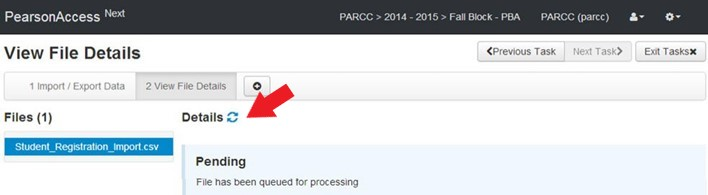 PearsonAccess Next
PARCC > 2014 - 2015 > Fall Block - PBA PARCC (parcc)
View File Details
Previous Task Next Task Exit Tasks
1 Import / Export Data 2 View File Details
Files (1) Details
Student_Registration_Import.csv
Pending
File has been queued for processing